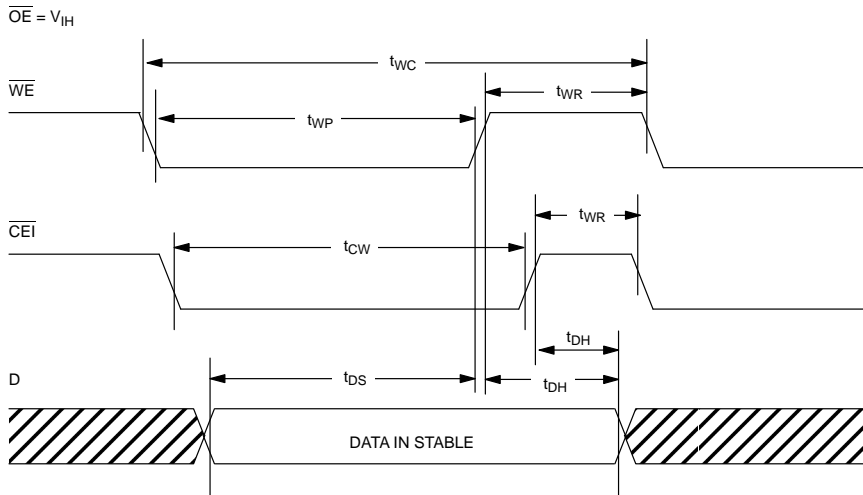 OE = VIH
tWC
WE
tWR
tWP
CEI
tWR
tCW
tDH
D
tDS
tDH
DATA IN STABLE